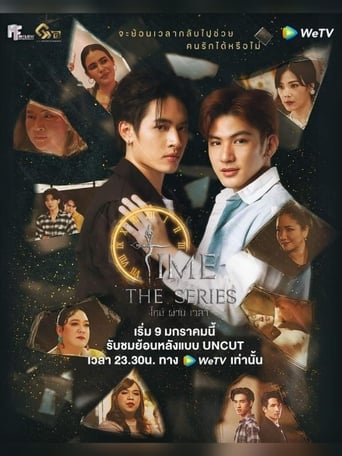 จะย้อนเวลากลับไปช่วย
คนรักได้หรือไม่
WeTV
TIME
THE SERIES
ไทม์ ผ่าน เวลา
เริ่ม 9 มกราคมนี้
รับชมย้อนหลังแบบ UNCUT
เวลา 23.30น. ทาง WeTV เท่านั้น